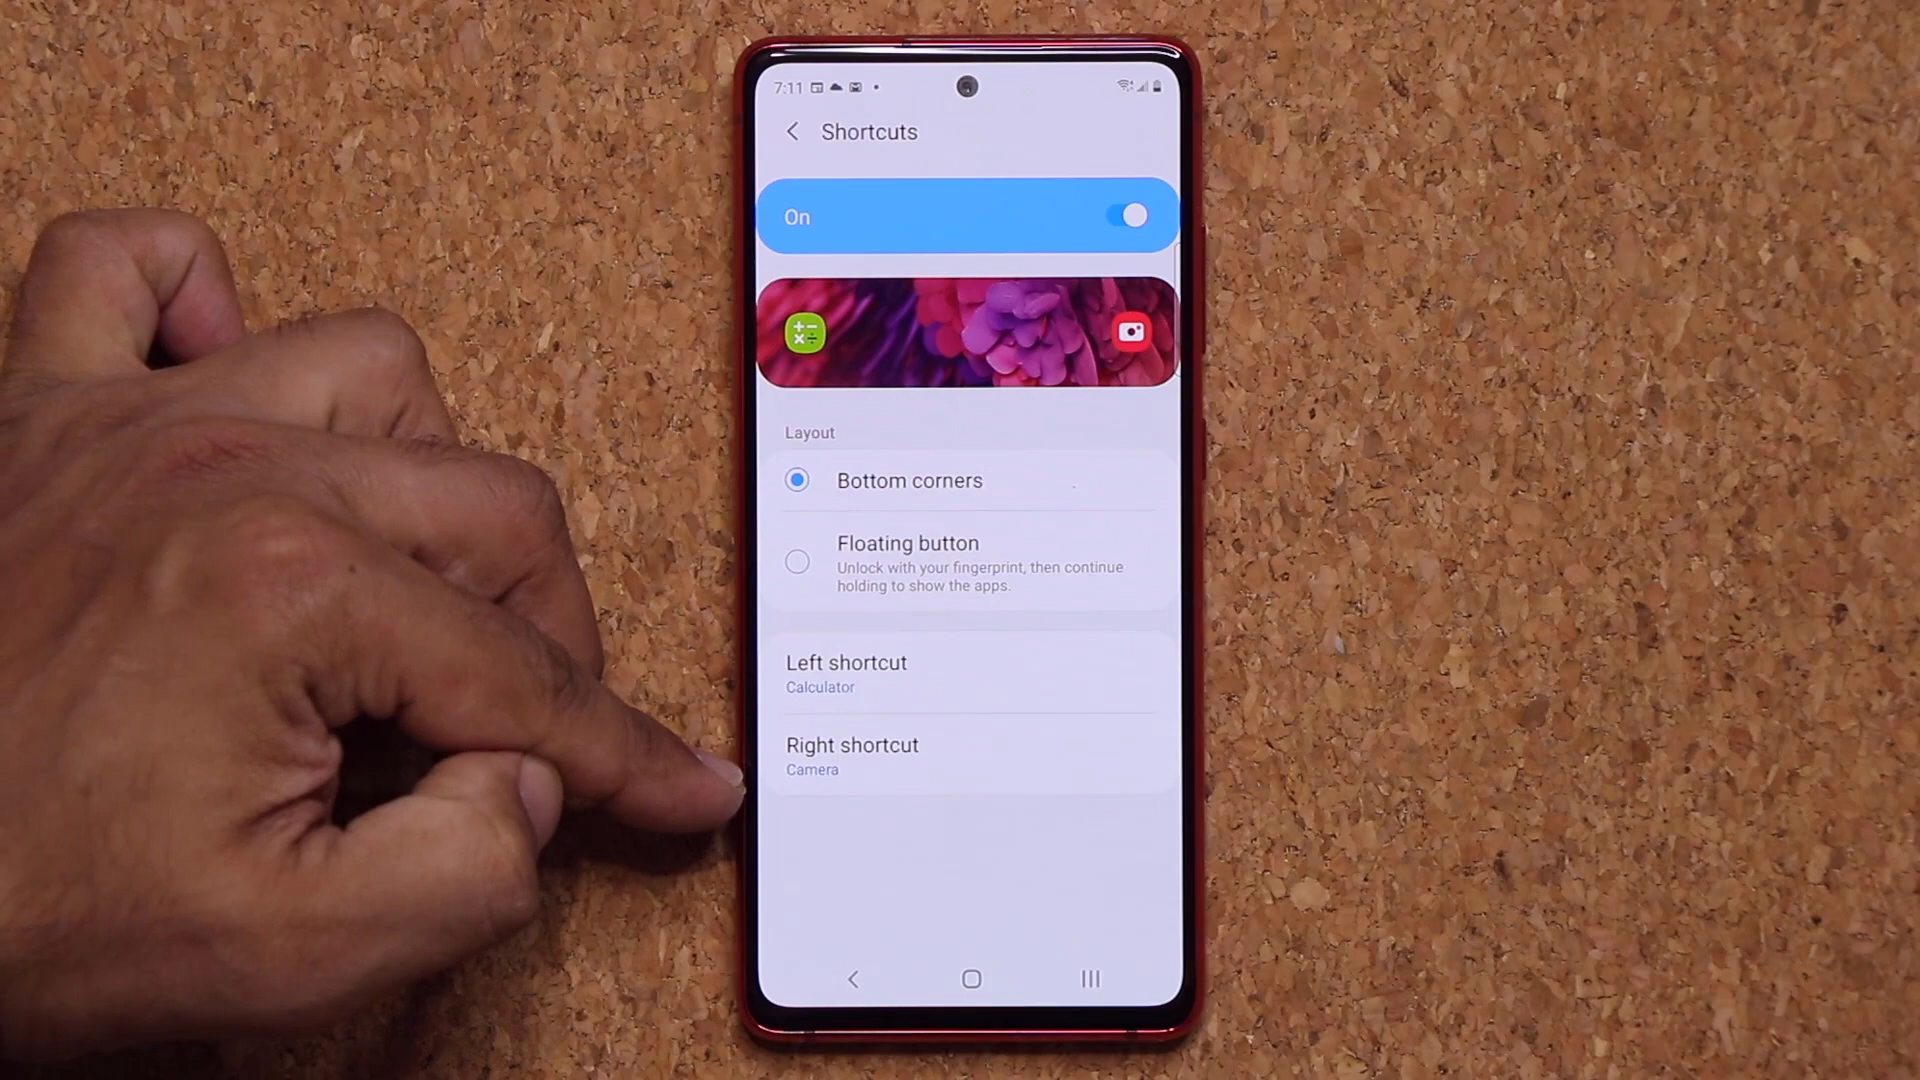 7:11
Shortcuts
On
Layout
Bottom corners
Floating button
Unlock with your fingerprint, then continue
holding to show the apps.
Left shortcut
Calculator
Right shortcut
Camera